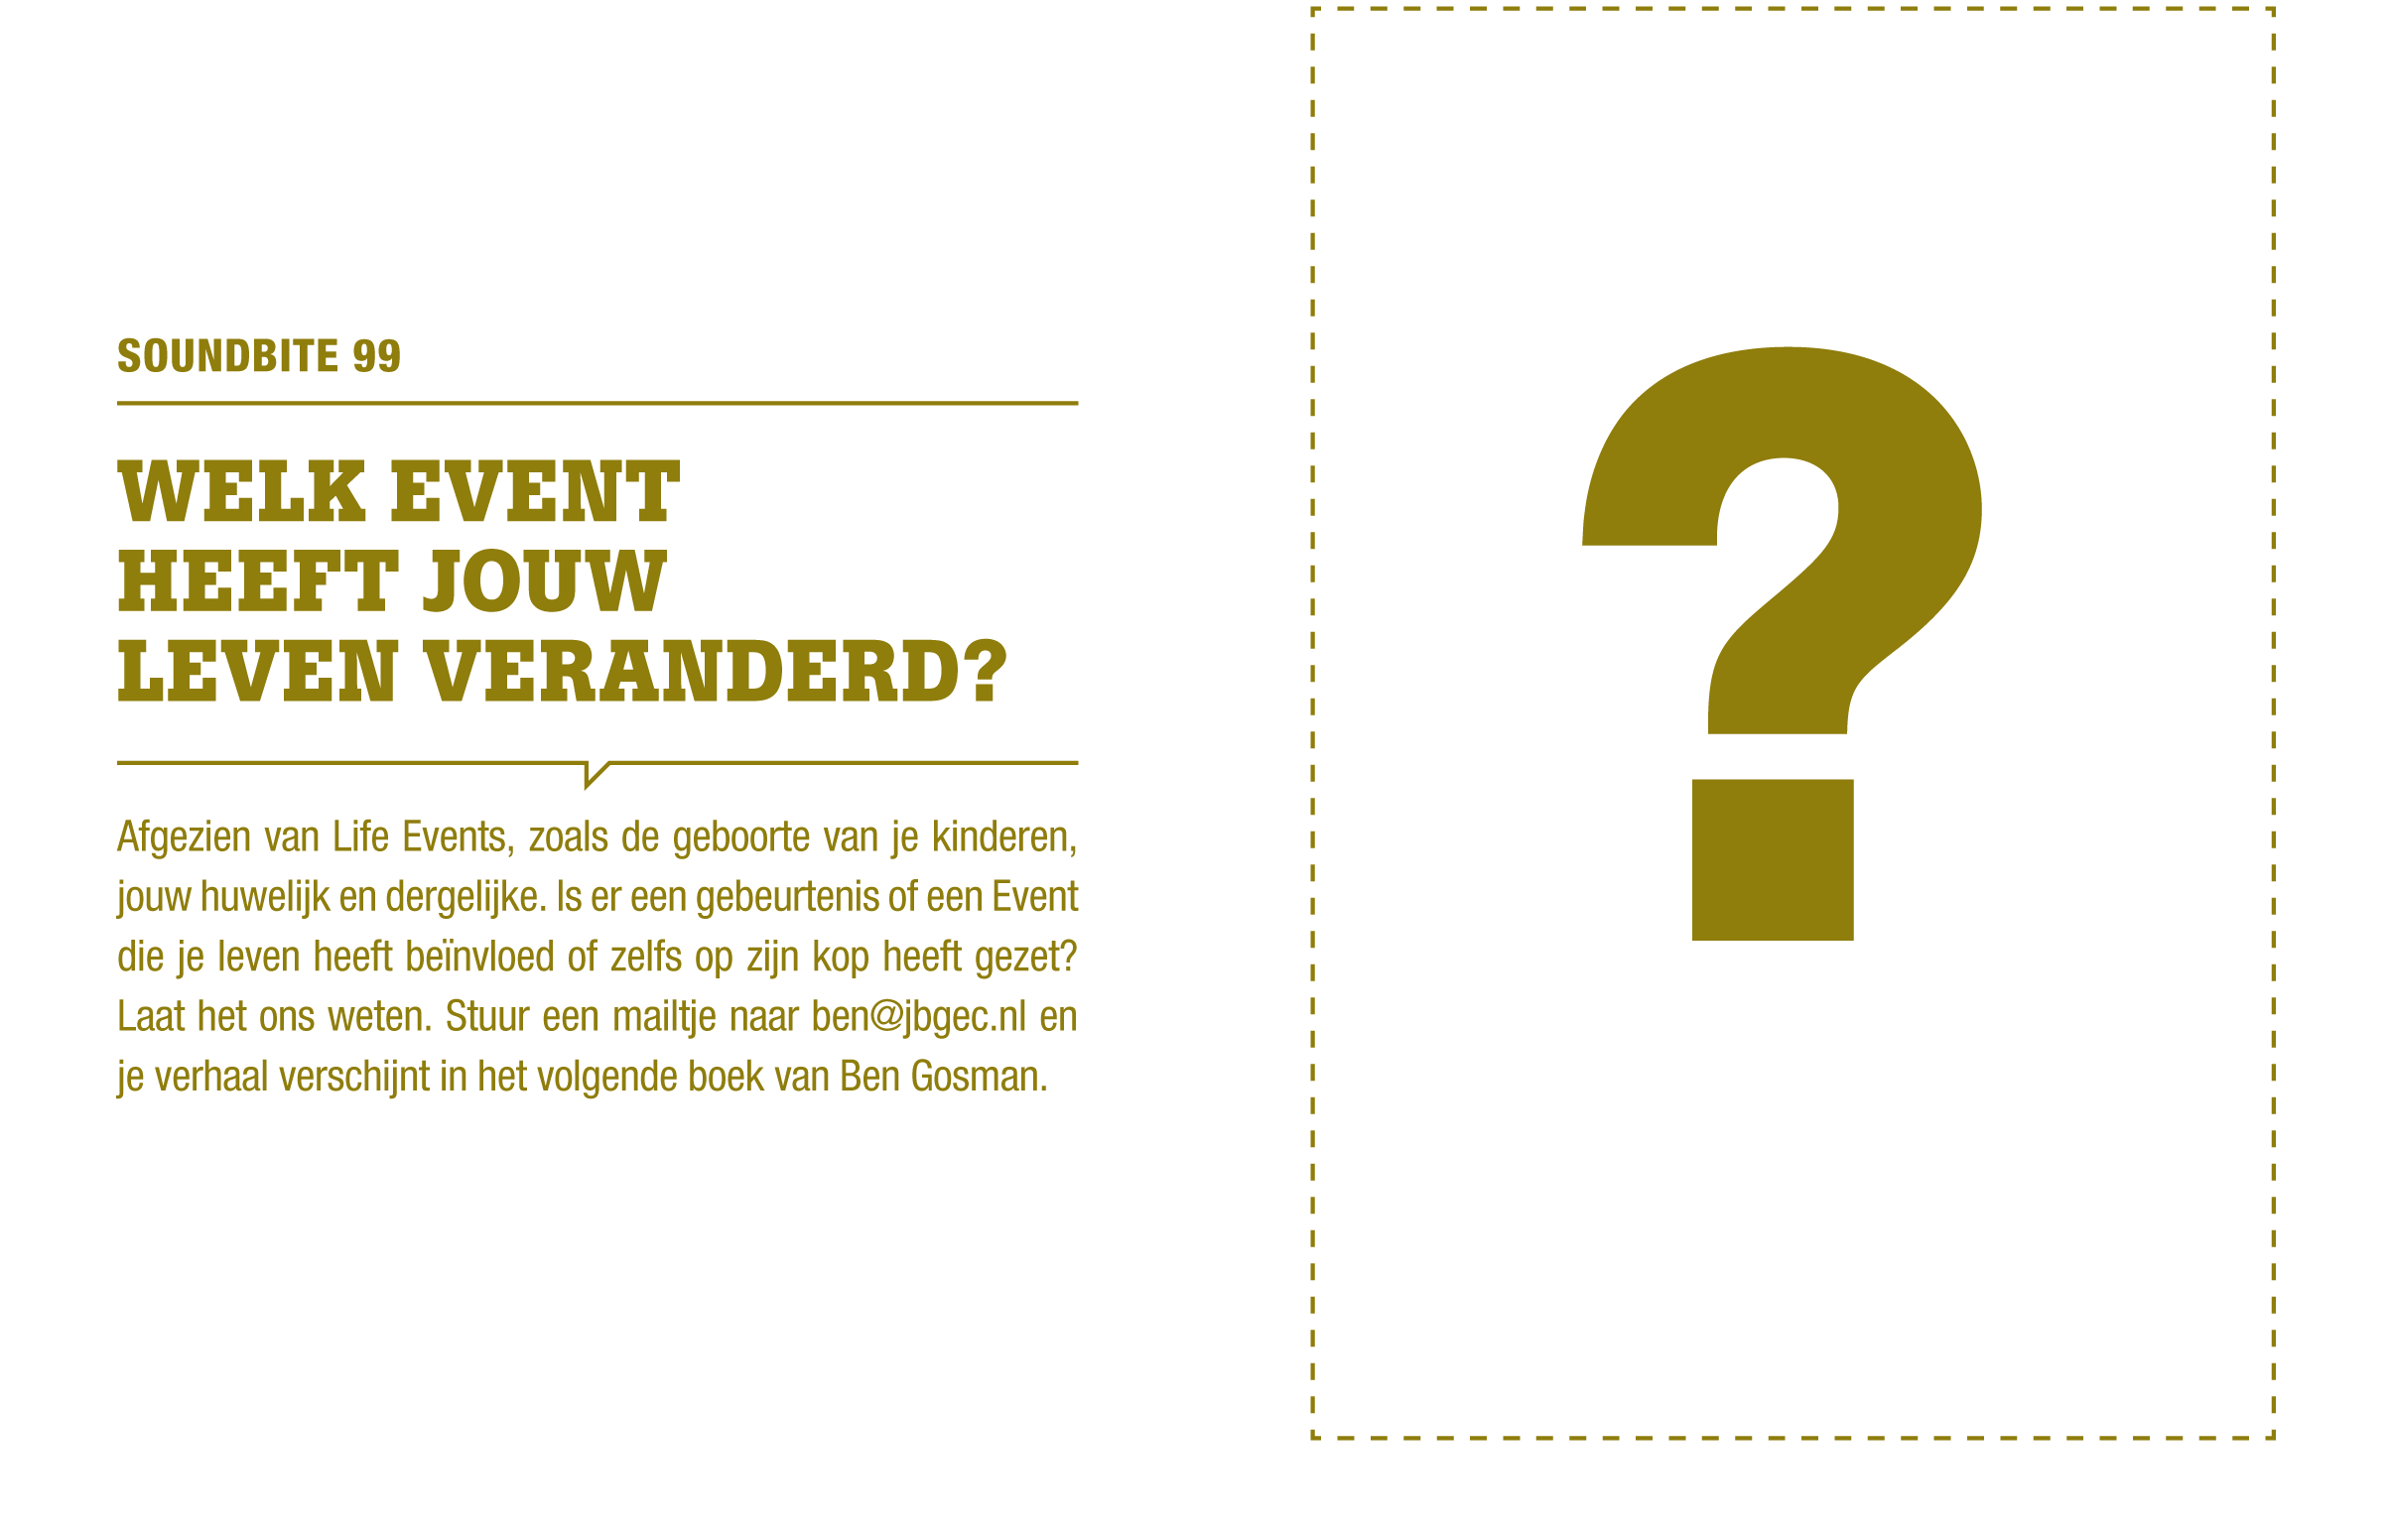 SOUNDBITE 99
WELK EVENT
HEEFT JOUW
LEVEN VERANDERD?
Afgezien van Life Events, zoals de geboorte van je kinderen,
jouw huwelijk en dergelijke. Is er een gebeurtenis of een Event
die je leven heeft beïnvloed of zelfs op zijn kop heeft gezet?
Laat het ons weten. Stuur een mailtje naar ben@jbgec.nl en
je verhaal verschijnt in het volgende boek van Ben Gosman.
?